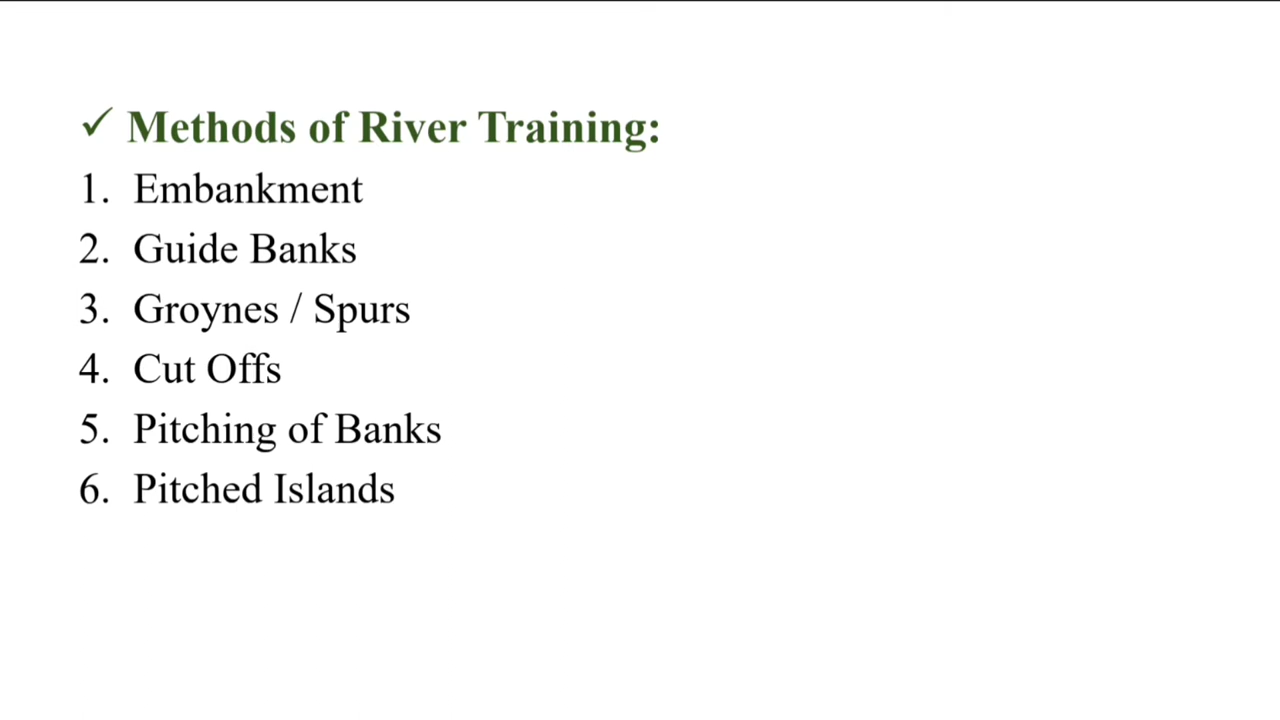 ✓ Methods of River Training:
1. Embankment
2. Guide Banks
3. Groynes / Spurs
4. Cut Offs
5. Pitching of Banks
6. Pitched Islands